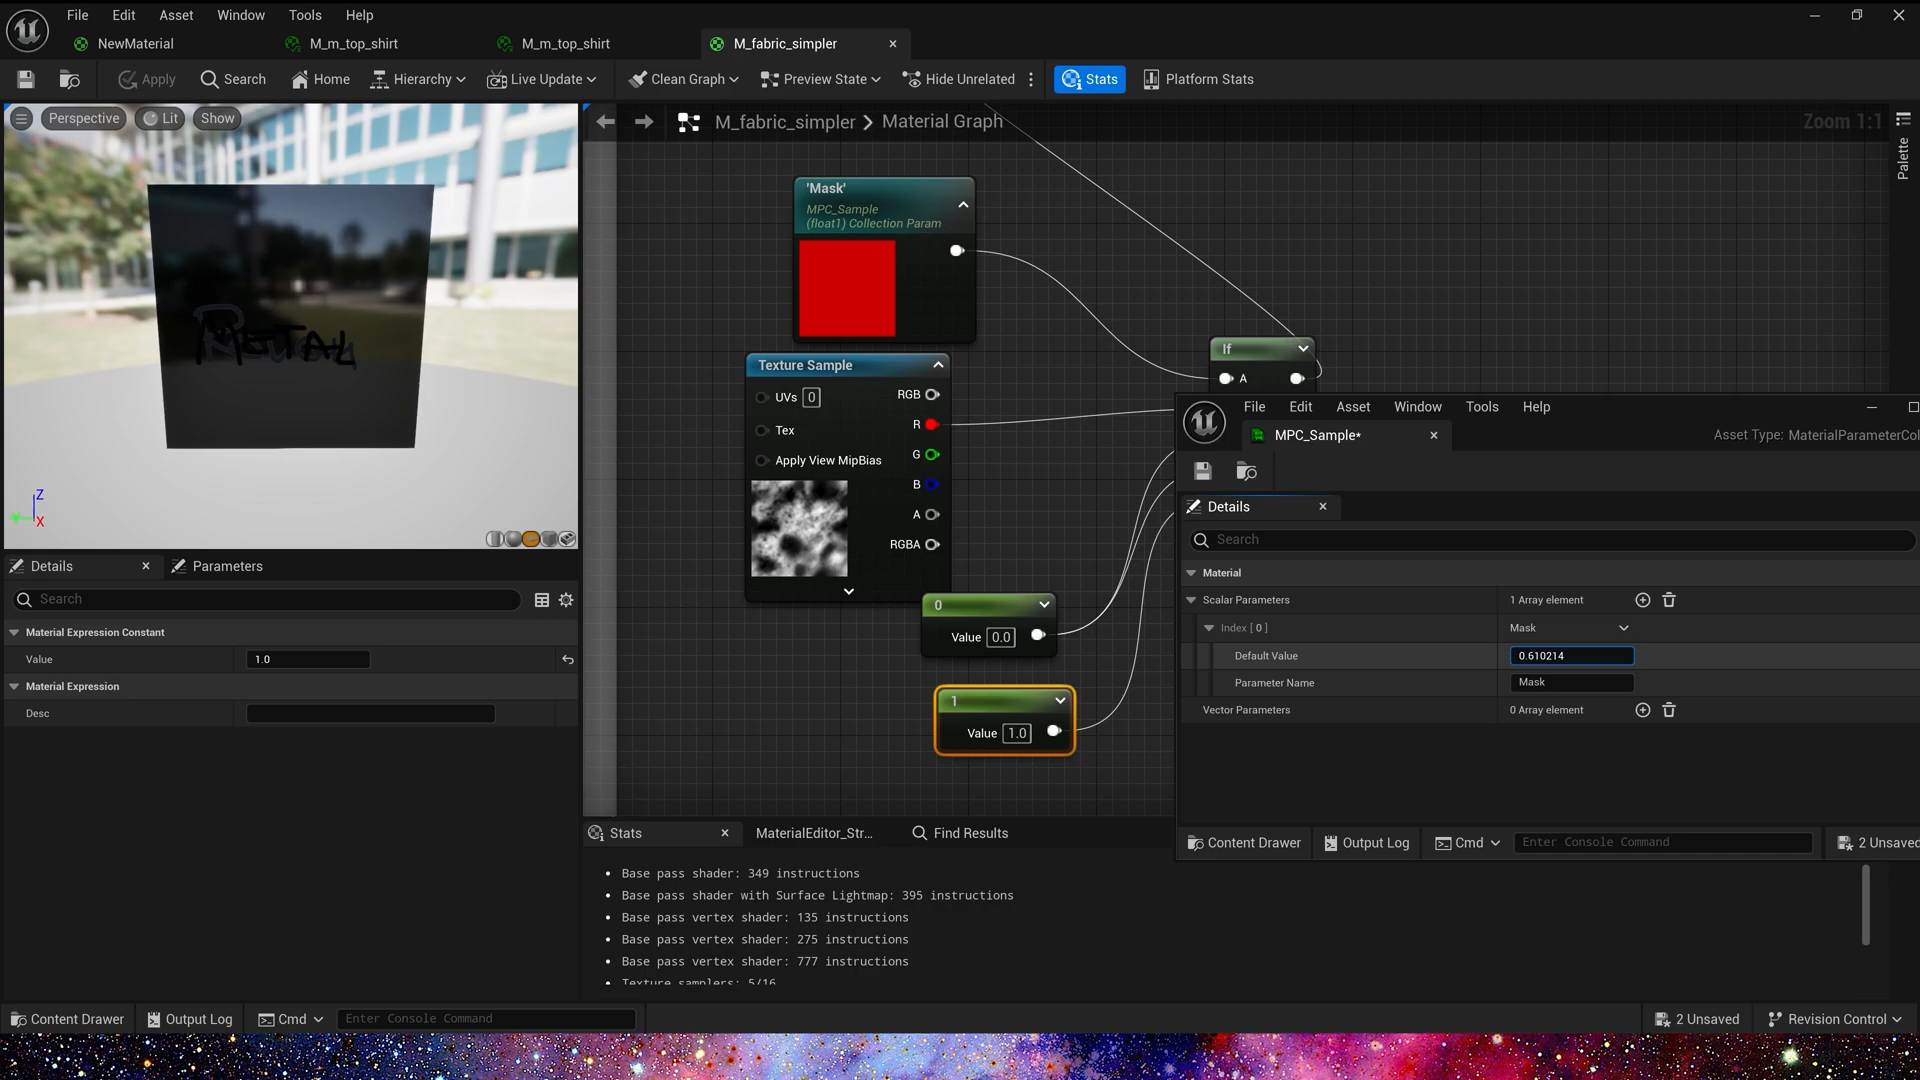 File Edit Asset Window Tools Help
NewMaterial M_m_top_shirt M_m_top_shirt M_fabric_simpler
Apply Search Home Hierarchy Live Update Clean Graph Preview State Hide Unrelated Stats Platform Stats
Perspective Lit Show
M_fabric_simpler > Material Graph Zoom 1:1
Palette
'Mask'
MPC_Sample
(float1) Collection Param
Texture Sample
UVs 0 RGB
R
Tex
G
Apply View MipBias
B
A
RGBA
0
Value 0.0
1
Value 1.0
If
A
METAL
Z
X
File Edit Asset Window Tools Help
MPC_Sample* Asset Type: MaterialParameterCol
Details
Search
Material
Scalar Parameters 1 Array element
Index [ 0 ] Mask
Default Value 0.610214
Parameter Name Mask
Vector Parameters 0 Array element
Content Drawer Output Log Cmd Enter Console Command 2 Unsaved
Details Parameters
Search
Material Expression Constant
Value 1.0
Material Expression
Desc
Stats MaterialEditor_Str... Find Results
• Base pass shader: 349 instructions
• Base pass shader with Surface Lightmap: 395 instructions
• Base pass vertex shader: 135 instructions
• Base pass vertex shader: 275 instructions
• Base pass vertex shader: 777 instructions
• Texture samplers: 5/16
Content Drawer Output Log Cmd Enter Console Command 2 Unsaved Revision Control